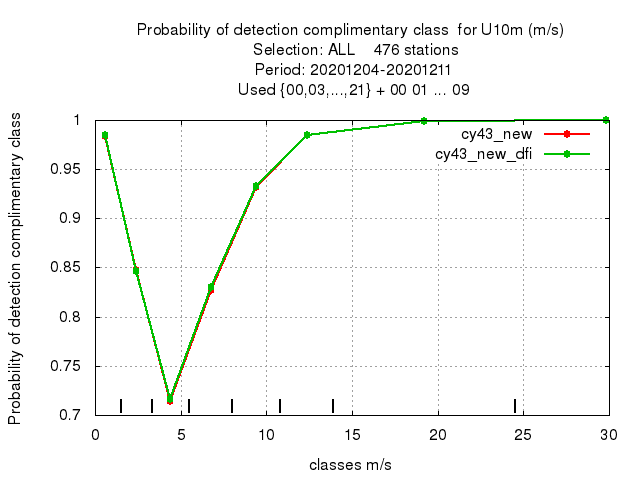 Probability of detection complimentary class  for U10m (m/s)
Selection: ALL    476 stations
Period: 20201204-20201211
Used {00,03,...,21} + 00 01 ... 09
Probability of detection complimentary class
1
0.95
0.9
0.85
0.8
0.75
0.7
cy43_new
cy43_new_dfi
0 5 10 15 20 25 30
classes m/s